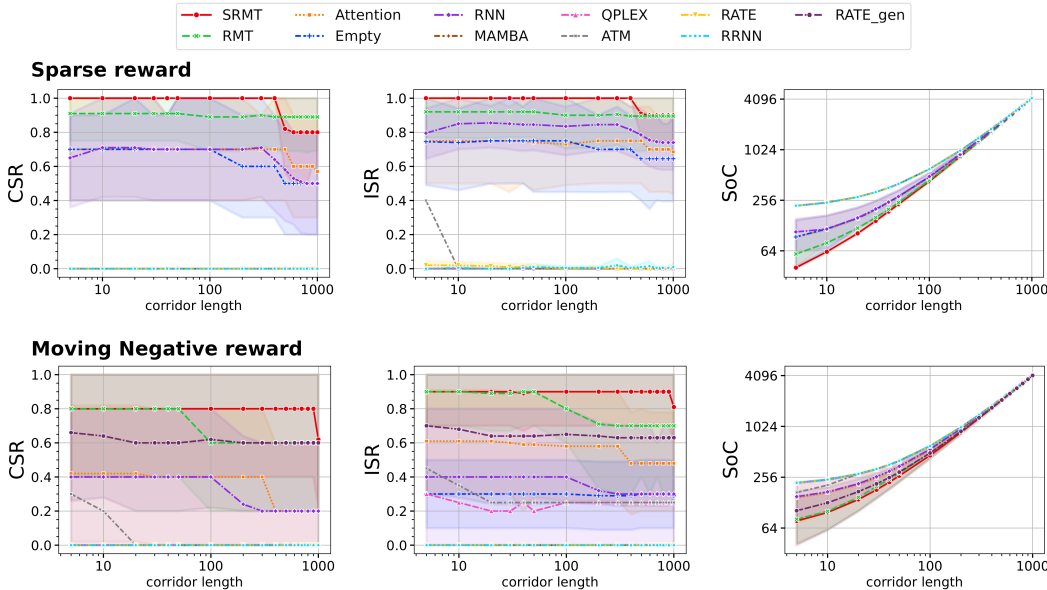 SRMT Attention RNN QPLEX RATE RATE_gen
RMT Empty MAMBA ATM RRNN
Sparse reward
CSR
1.0
0.8
0.6
0.4
0.2
0.0
10 100 1000
corridor length
ISR
1.0
0.8
0.6
0.4
0.2
0.0
10 100 1000
corridor length
SoC
4096
1024
256
64
10 100 1000
corridor length
Moving Negative reward
CSR
1.0
0.8
0.6
0.4
0.2
0.0
10 100 1000
corridor length
ISR
1.0
0.8
0.6
0.4
0.2
0.0
10 100 1000
corridor length
SoC
4096
1024
256
64
10 100 1000
corridor length